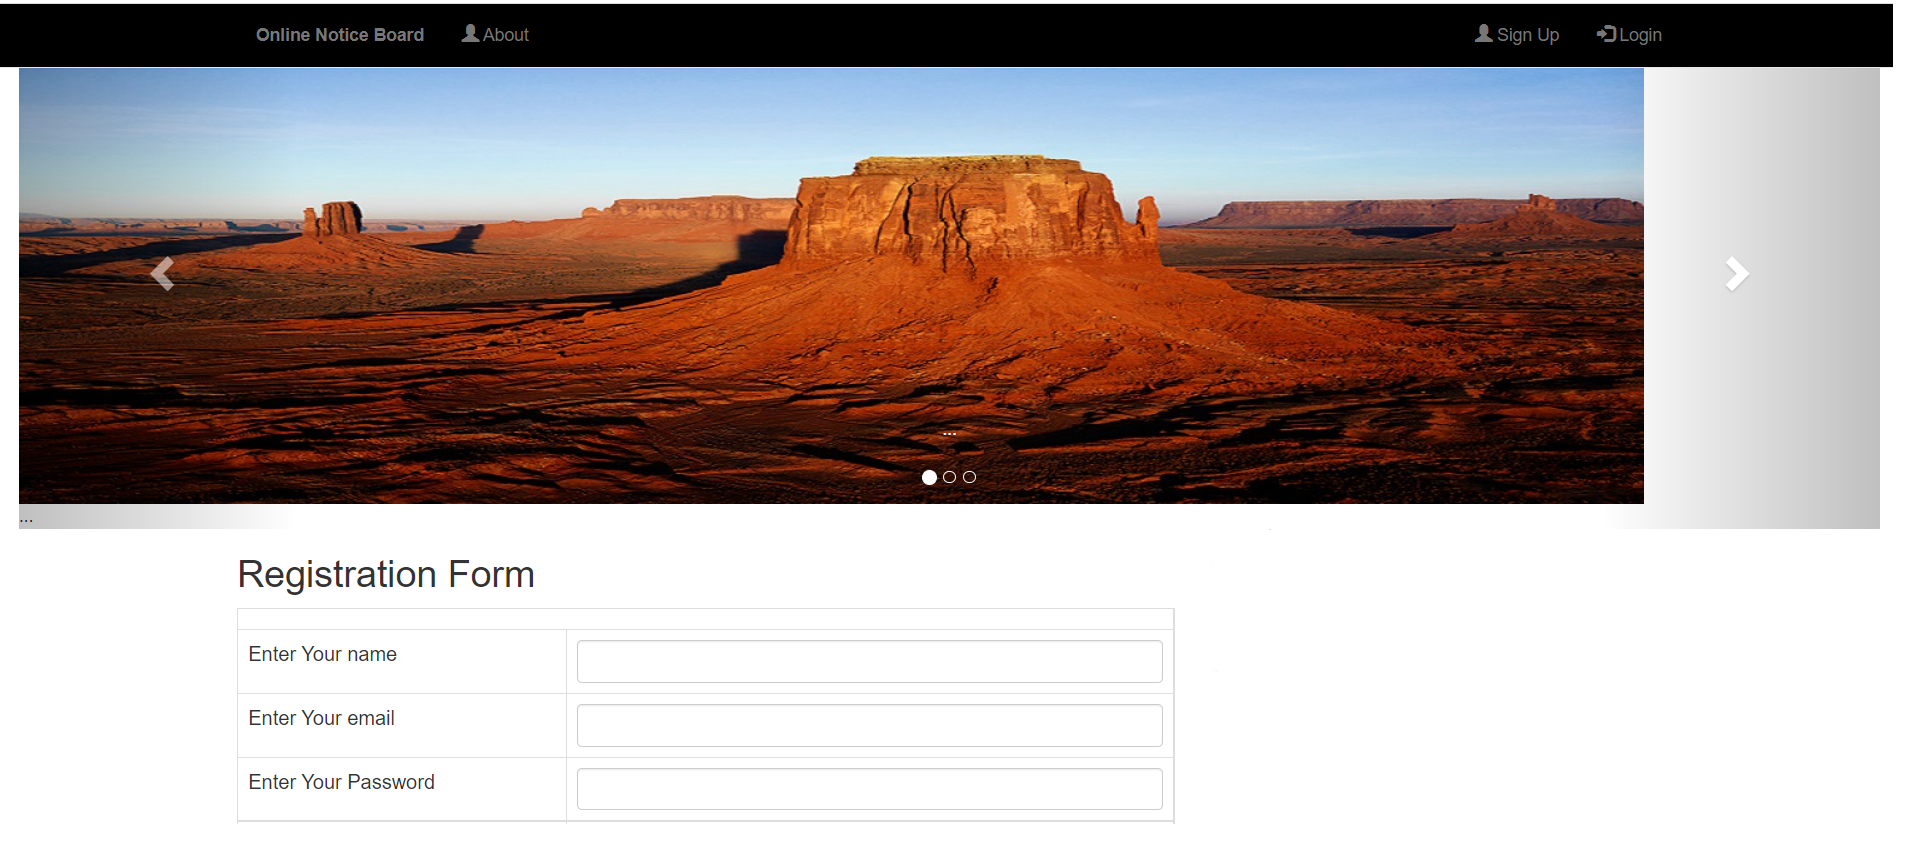 Online Notice Board About Sign Up Login
...
...
Registration Form
Enter Your name
Enter Your email
Enter Your Password